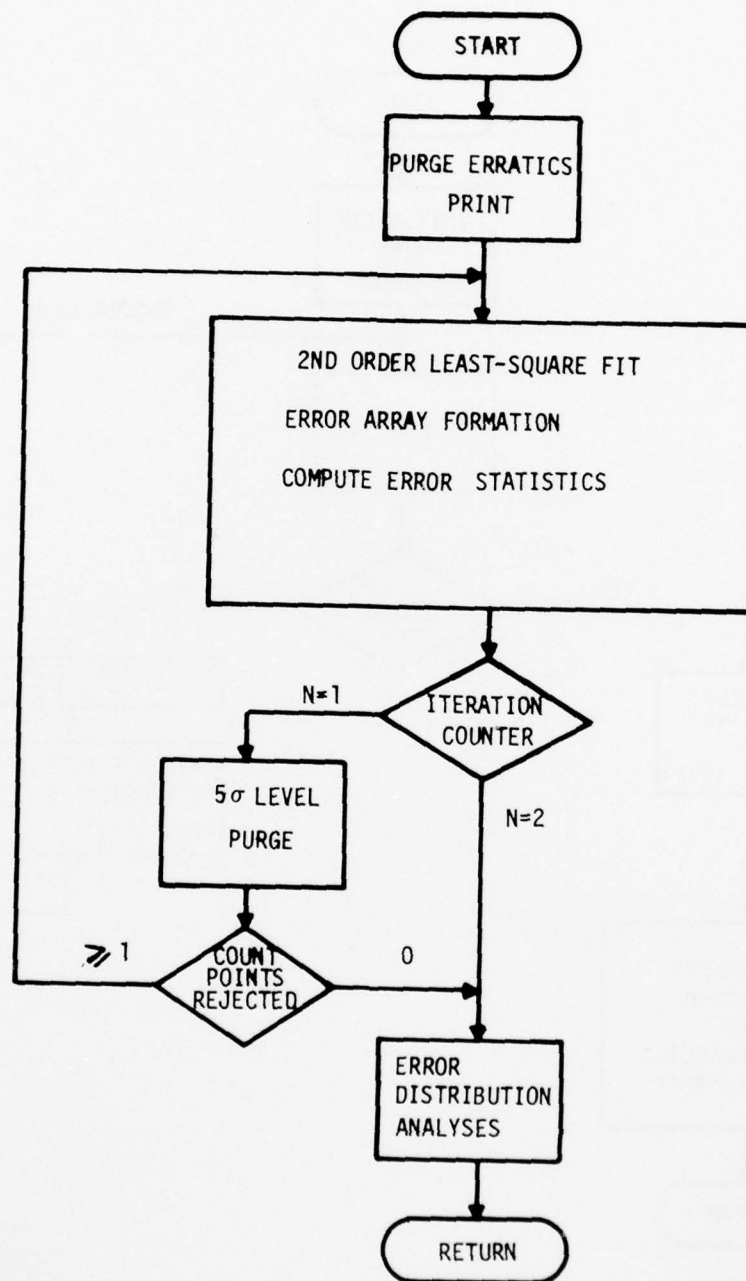 START
PURGE ERRATICS
PRINT
2ND ORDER LEAST-SQUARE FIT
ERROR ARRAY FORMATION
COMPUTE ERROR STATISTICS
N=1
ITERATION
COUNTER
5σ LEVEL
PURGE
N=2
≥ 1
COUNT
POINTS
REJECTED
0
ERROR
DISTRIBUTION
ANALYSES
RETURN